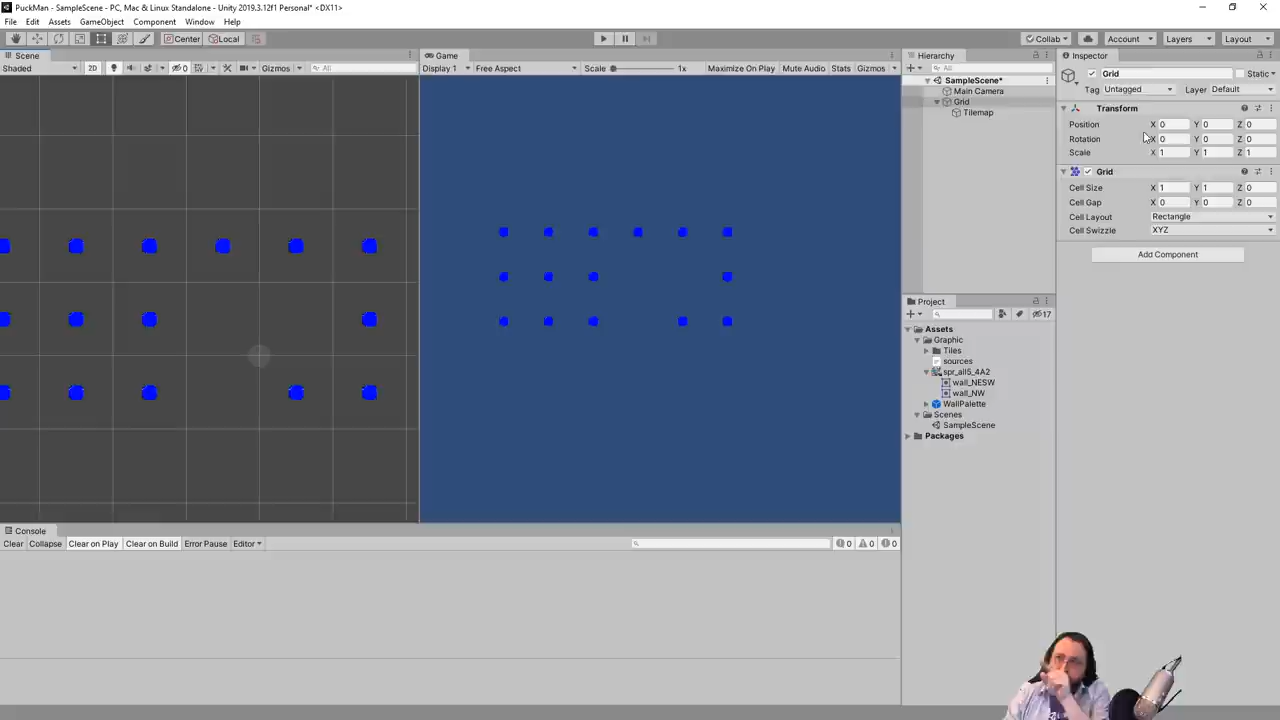 PuckMan - SampleScene - PC, Mac & Linux Standalone - Unity 2019.3.12f1 Personal* <DX11>
File Edit Assets GameObject Component Window Help
Center Local Collab Account Layers Layout
Scene
Shaded 2D 0 Gizmos All
Game
Display 1 Free Aspect Scale 1x Maximize On Play Mute Audio Stats Gizmos
Hierarchy
All
SampleScene*
Main Camera
Grid
Tilemap
Project
17
Assets
Graphic
Tiles
sources
spr_all5_4A2
wall_NESW
wall_NW
WallPalette
Scenes
SampleScene
Packages
Inspector
Grid Static
Tag Untagged Layer Default
Transform
Position X 0 Y 0 Z 0
Rotation X 0 Y 0 Z 0
Scale X 1 Y 1 Z 1
Grid
Cell Size X 1 Y 1 Z 0
Cell Gap X 0 Y 0 Z 0
Cell Layout Rectangle
Cell Swizzle XYZ
Add Component
Console
Clear Collapse Clear on Play Clear on Build Error Pause Editor 0 0 0